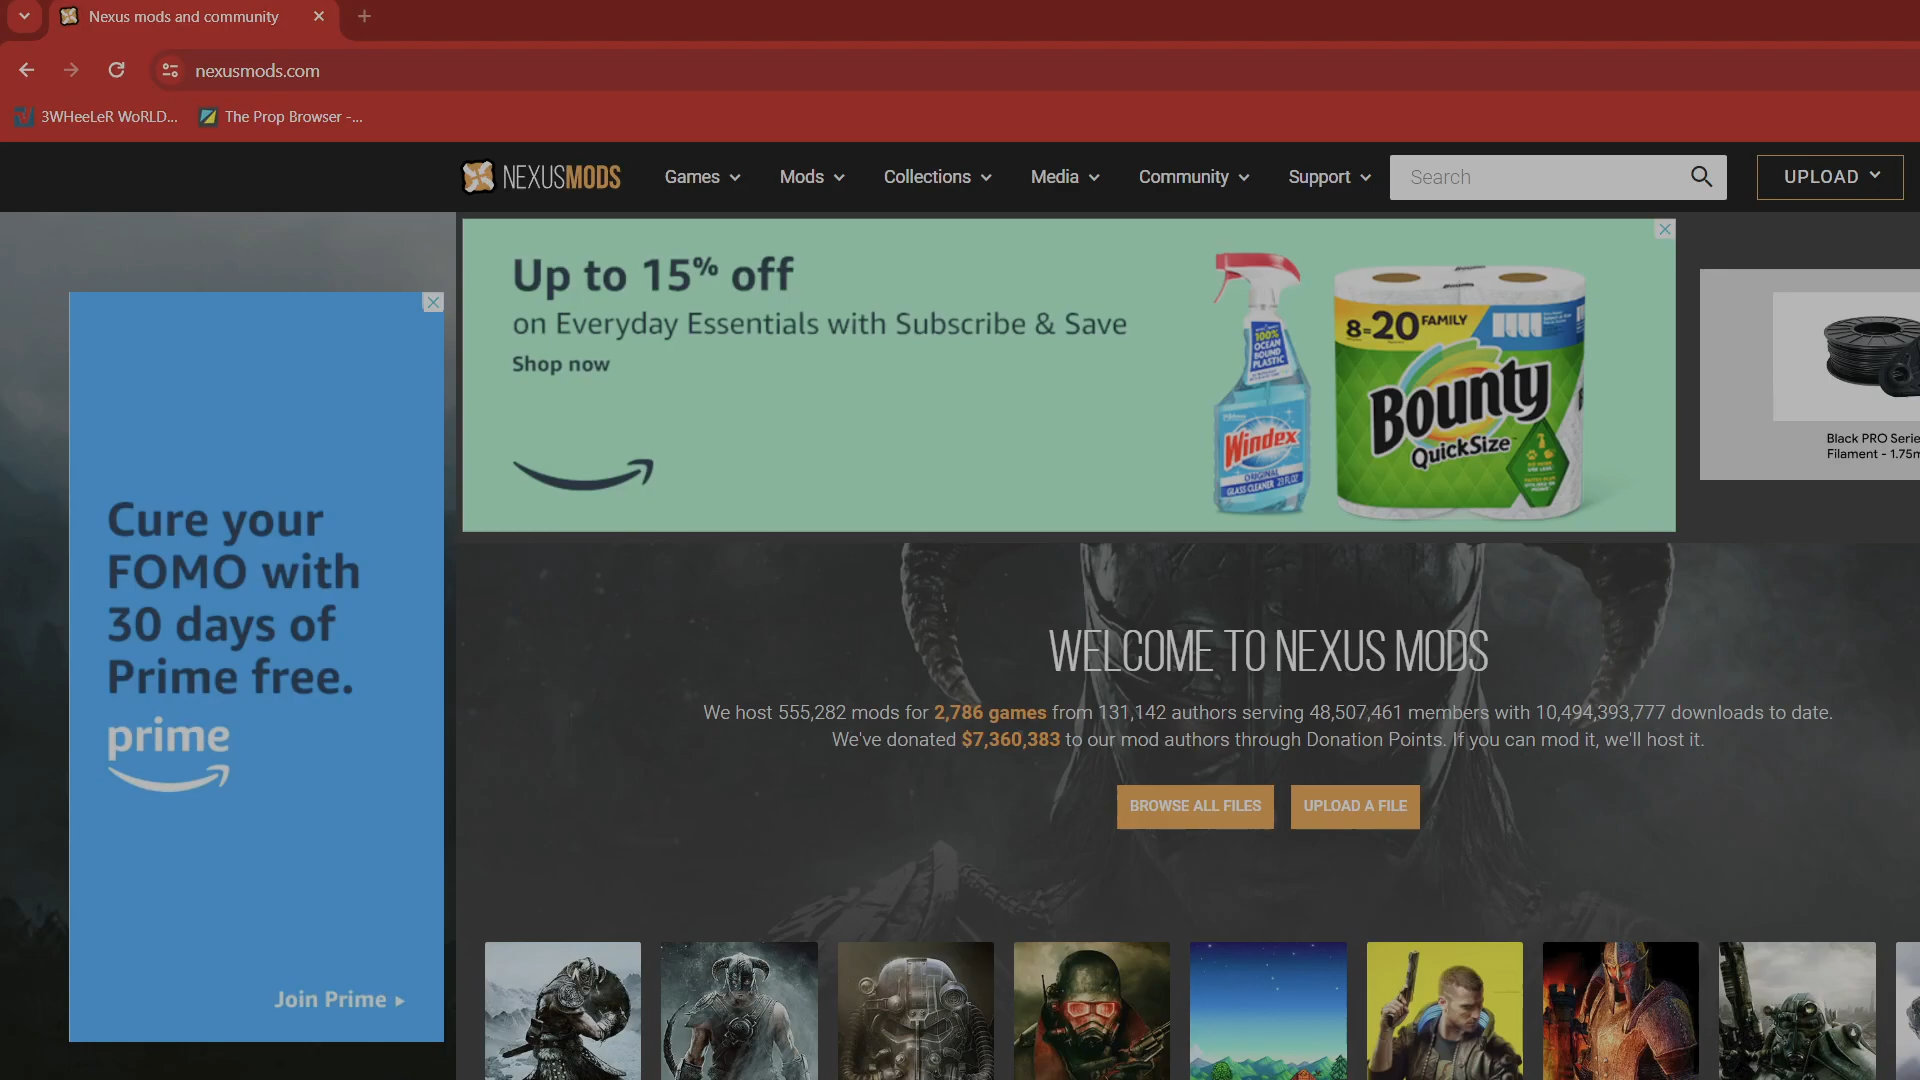 Nexus mods and community
nexusmods.com
3WHeeLeR WoRLD...
The Prop Browser -...
NEXUSMODS
Games
Mods
Collections
Media
Community
Support
Search
UPLOAD
Up to 15% off
on Everyday Essentials with Subscribe & Save
Shop now
100%
OCEAN
BOUND
PLASTIC
Windex
ORIGINAL
GLASS CLEANER 23 FL OZ
8=20 FAMILY
Bounty
QuickSize
Black PRO Serie
Filament - 1.75m
Cure your
FOMO with
30 days of
Prime free.
prime
Join Prime
WELCOME TO NEXUS MODS
We host 555,282 mods for 2,786 games from 131,142 authors serving 48,507,461 members with 10,494,393,777 downloads to date.
We've donated $7,360,383 to our mod authors through Donation Points. If you can mod it, we'll host it.
BROWSE ALL FILES
UPLOAD A FILE